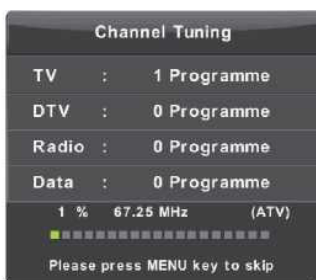 Channel Tuning
TV : 1 Programme
DTV : 0 Programme
Radio : 0 Programme
Data : 0 Programme
1 % 67.25 MHz (ATV)
Please press MENU key to skip